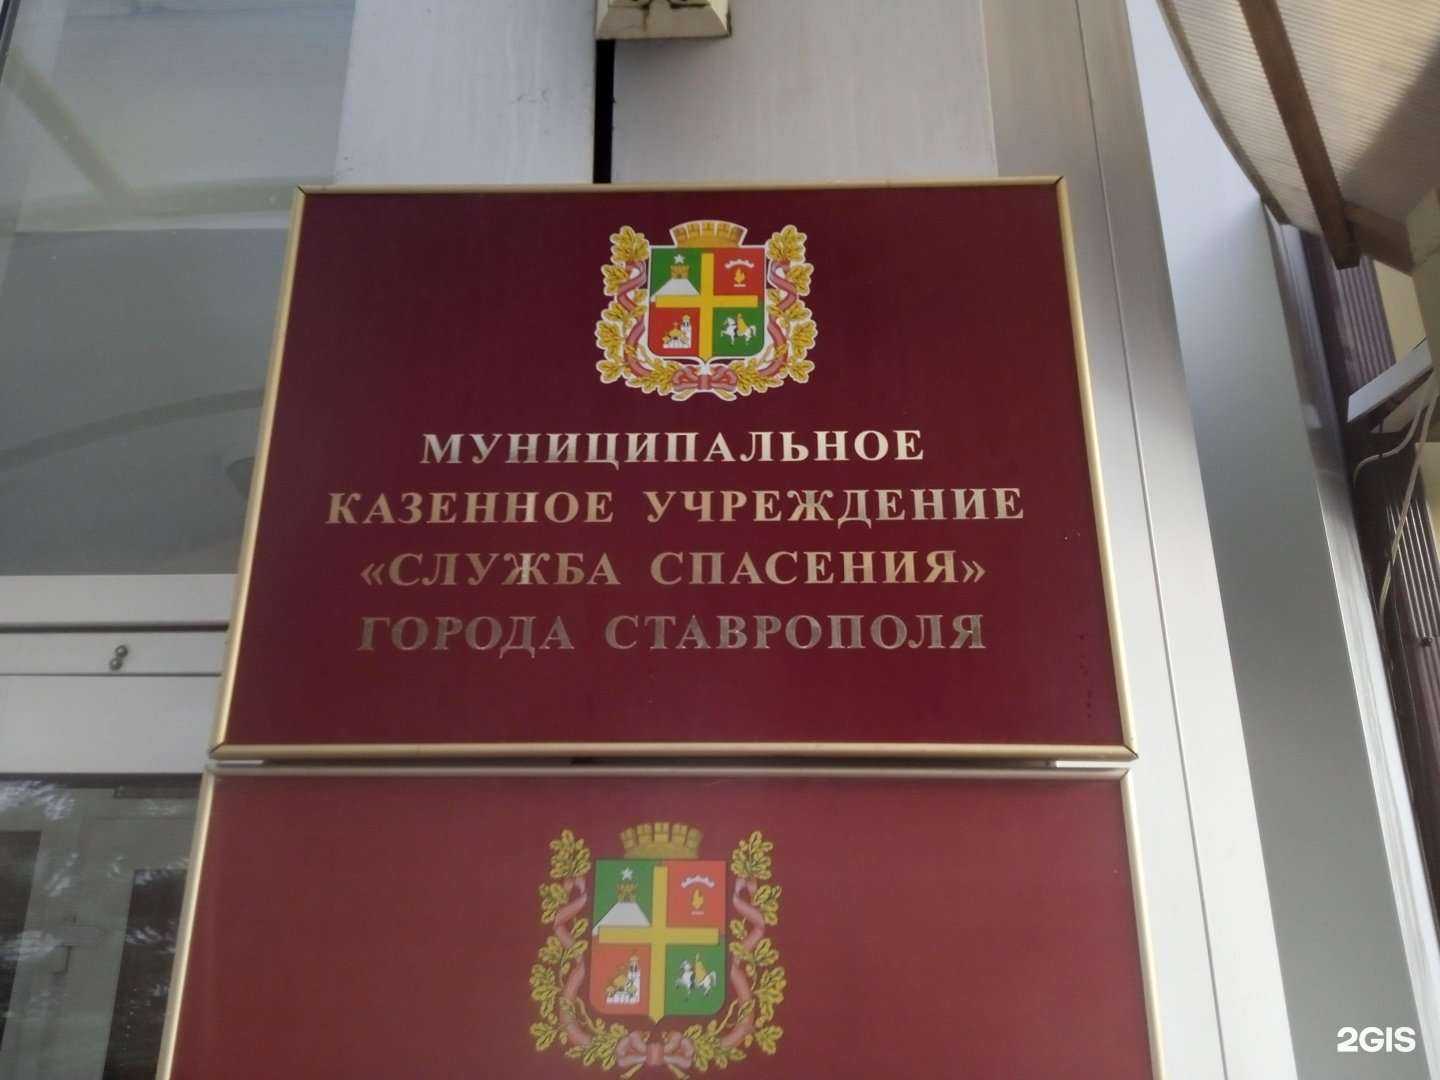 МУНИЦИПАЛЬНОЕ
КАЗЕННОЕ УЧРЕЖДЕНИЕ
«СЛУЖБА СПАСЕНИЯ»
ГОРОДА СТАВРОПОЛЯ
2GIS